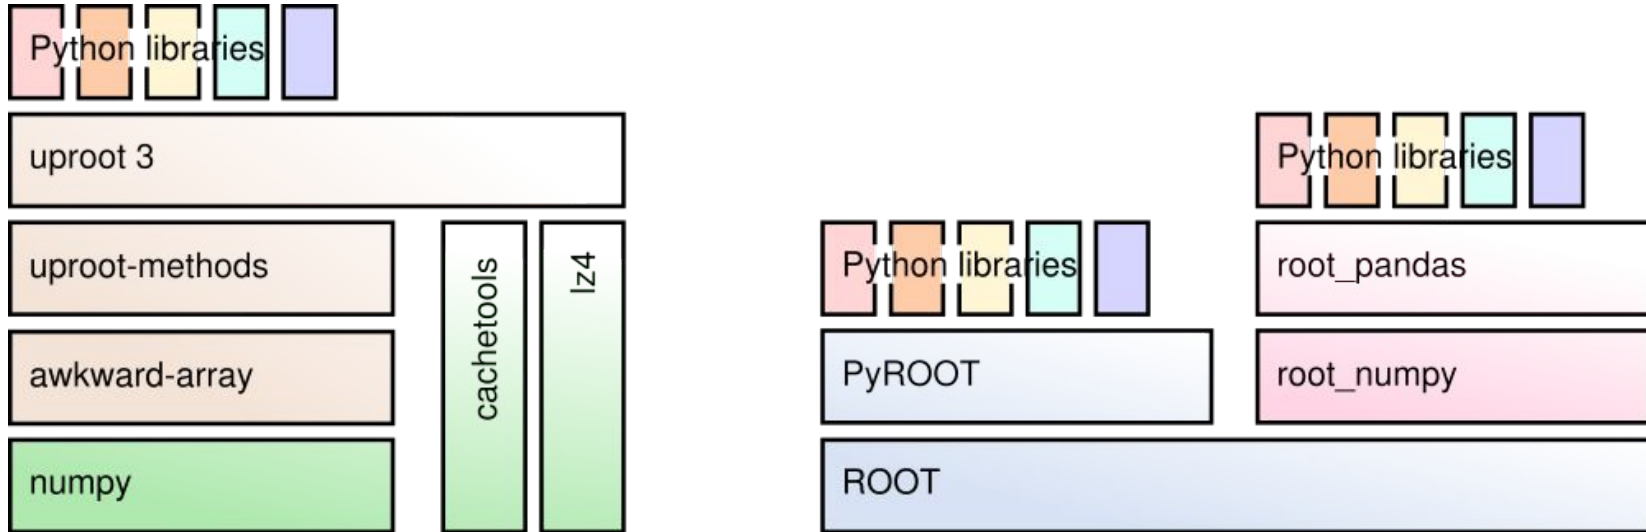 Python libraries
uproot 3
uproot-methods
awkward-array
numpy
cachetools
lz4
Python libraries
PyROOT
Python libraries
root_pandas
root_numpy
ROOT